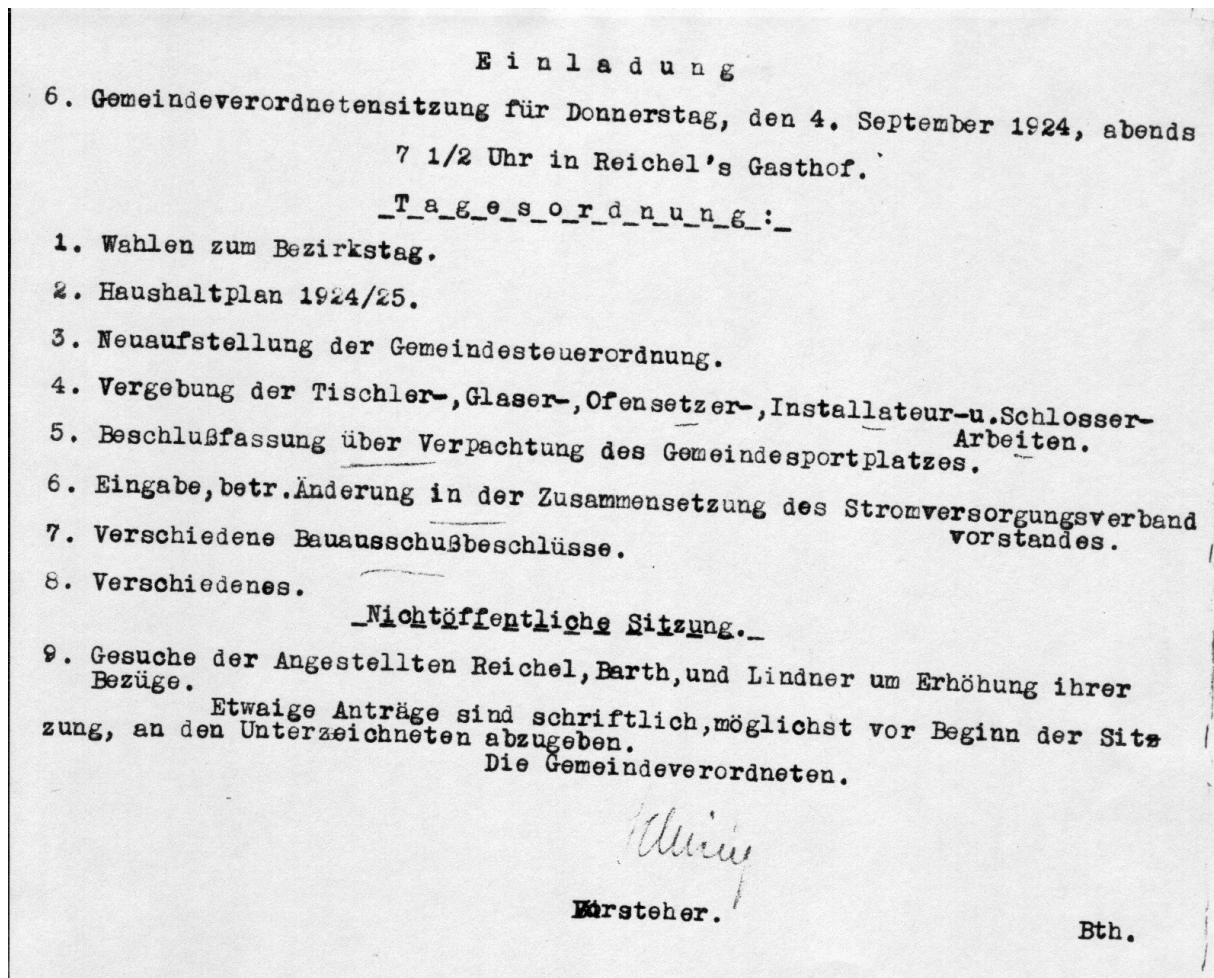 E i n l a d u n g
6. Gemeindeverordnetensitzung für Donnerstag, den 4. September 1924, abends
7 1/2 Uhr in Reichel's Gasthof.
_T_a_g_e_s_o_r_d_n_u_n_g_:_
1. Wahlen zum Bezirkstag.
2. Haushaltplan 1924/25.
3. Neuaufstellung der Gemeindesteuerordnung.
4. Vergebung der Tischler-,Glaser-,Ofensetzer-,Installateur-u.Schlosser-
Arbeiten.
5. Beschlußfassung über Verpachtung des Gemeindesportplatzes.
6. Eingabe,betr.Änderung in der Zusammensetzung des Stromversorgungsverband
vorstandes.
7. Verschiedene Bauausschußbeschlüsse.
8. Verschiedenes.
_Nichtöffentliche Sitzung._
9. Gesuche der Angestellten Reichel,Barth,und Lindner um Erhöhung ihrer
Bezüge.
Etwaige Anträge sind schriftlich,möglichst vor Beginn der Sitz
zung, an den Unterzeichneten abzugeben.
Die Gemeindeverordneten.
Vorsteher.
Bth.